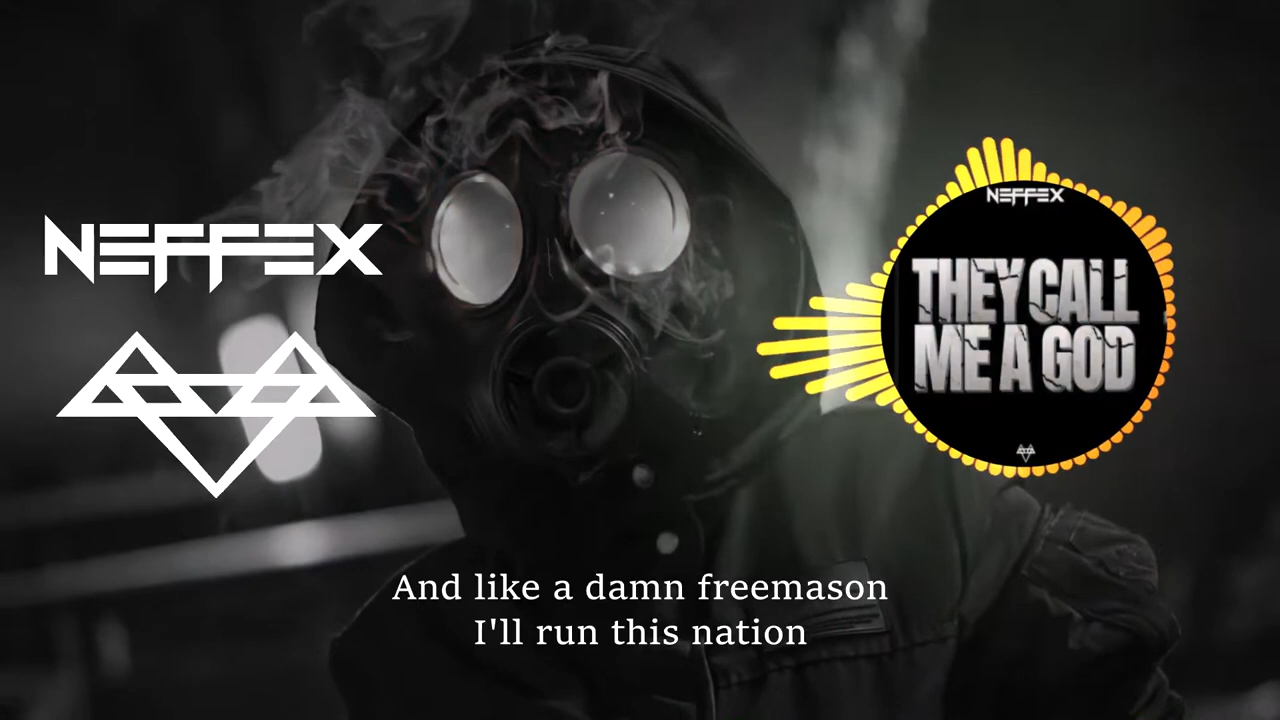 NEFFEX
NEFFEX
THEY CALL
ME A GOD
And like a damn freemason
I'll run this nation